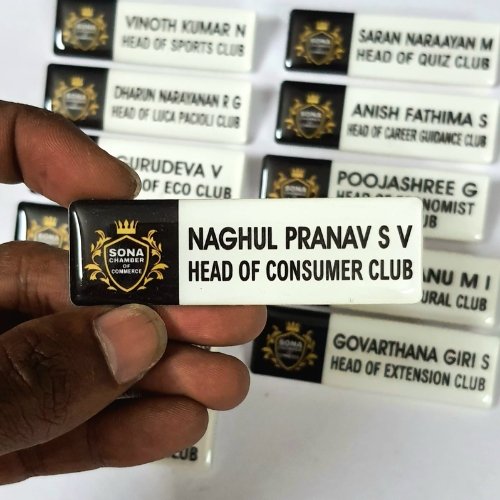 VINOTH KUMAR N
HEAD OF SPORTS CLUB
SARAN NARAAYAN M
HEAD OF QUIZ CLUB
DHARUN NARAYANAN R G
HEAD OF LUCA PACIOLI CLUB
ANISH FATHIMA S
HEAD OF CAREER GUIDANCE CLUB
GURUDEVA V
OF ECO CLUB
POOJASHREE G
CLUB
SONA
CHAMBER
OF
COMMERCE
NAGHUL PRANAV S V
HEAD OF CONSUMER CLUB
M I
CLUB
GOVARTHANA GIRI S
HEAD OF EXTENSION CLUB
CLUB